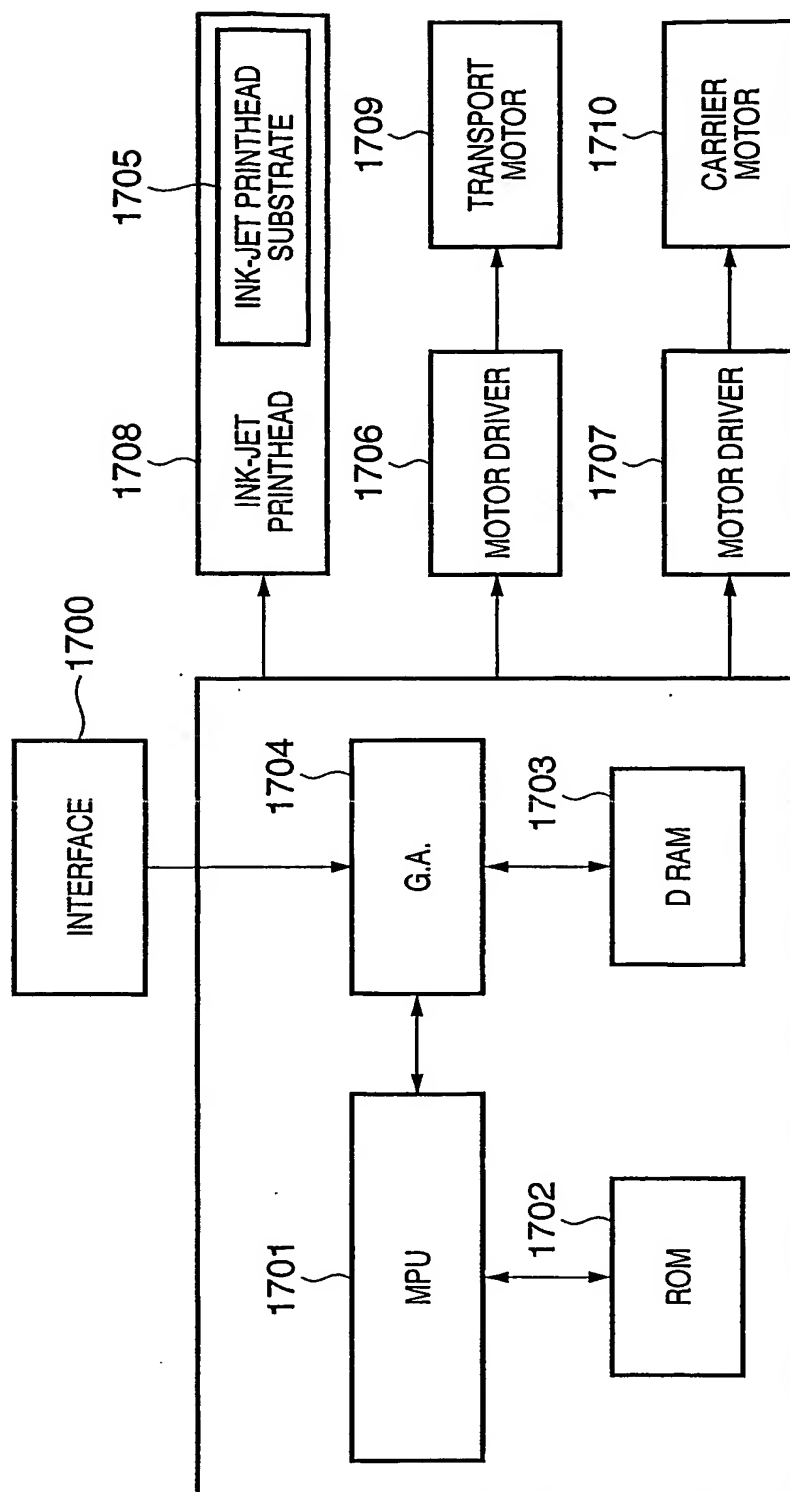 INTERFACE
1700
1708
1705
INK-JET
PRINTHEAD
INK-JET PRINTHEAD
SUBSTRATE
1701
MPU
1704
G.A.
1706
MOTOR DRIVER
1709
TRANSPORT
MOTOR
1702
ROM
1703
D RAM
1707
MOTOR DRIVER
1710
CARRIER
MOTOR